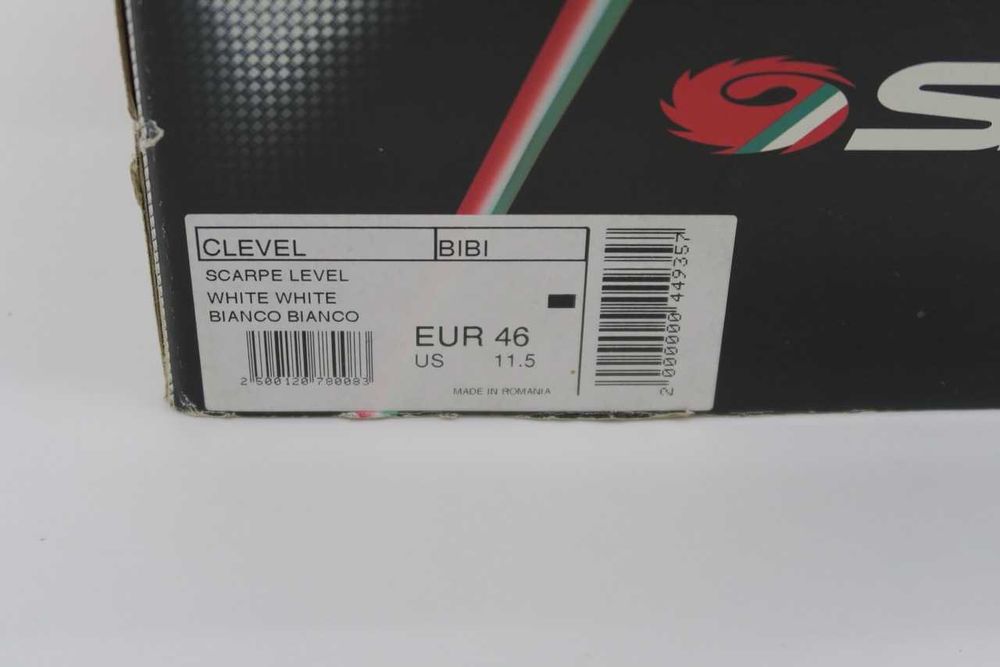 CLEVEL BIBI
SCARPE LEVEL
WHITE WHITE
BIANCO BIANCO
EUR 46
US 11.5
2 500120 780083
MADE IN ROMANIA
2 000000 449357